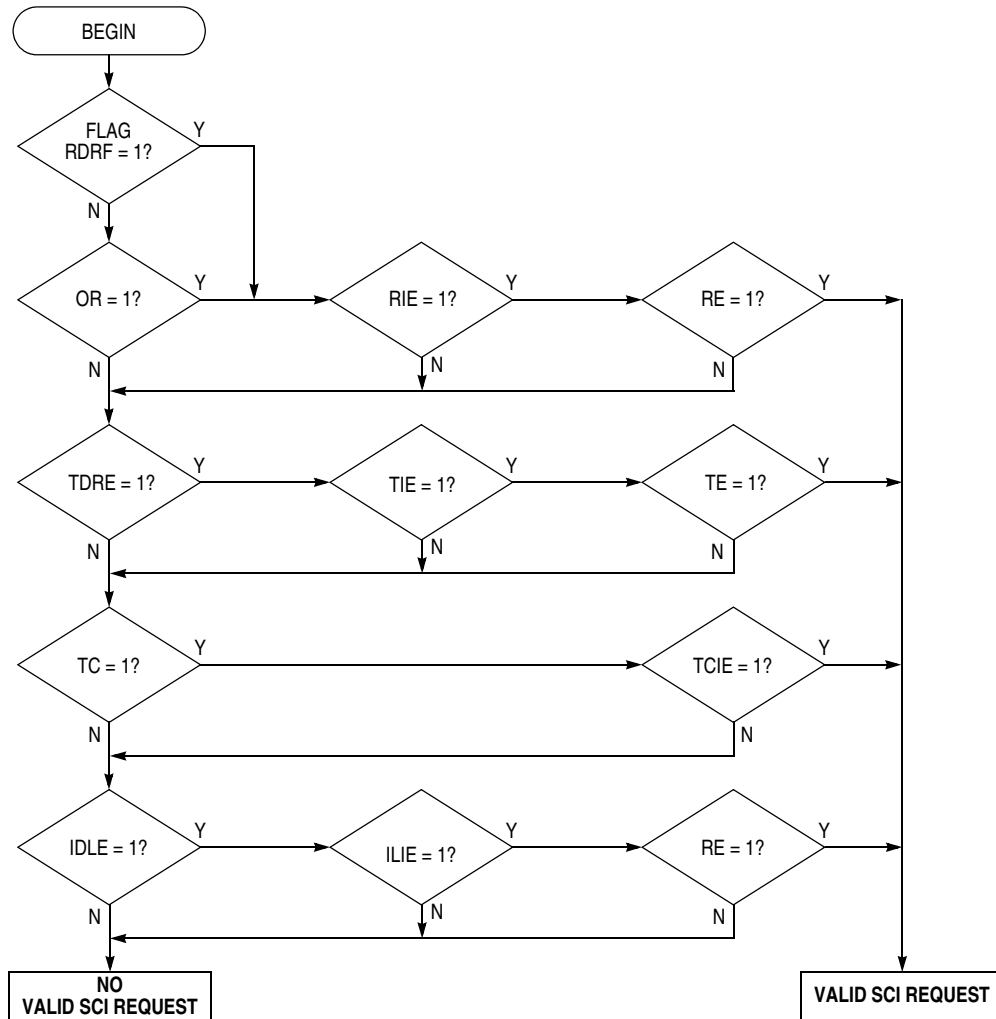 BEGIN
FLAG
RDRF = 1?
Y
N
OR = 1?
Y
RIE = 1?
Y
RE = 1?
Y
N
N
N
TDRE = 1?
Y
TIE = 1?
Y
TE = 1?
Y
N
N
N
TC = 1?
Y
TCIE = 1?
Y
N
N
IDLE = 1?
Y
ILIE = 1?
Y
RE = 1?
Y
N
N
N
NO
VALID SCI REQUEST
VALID SCI REQUEST